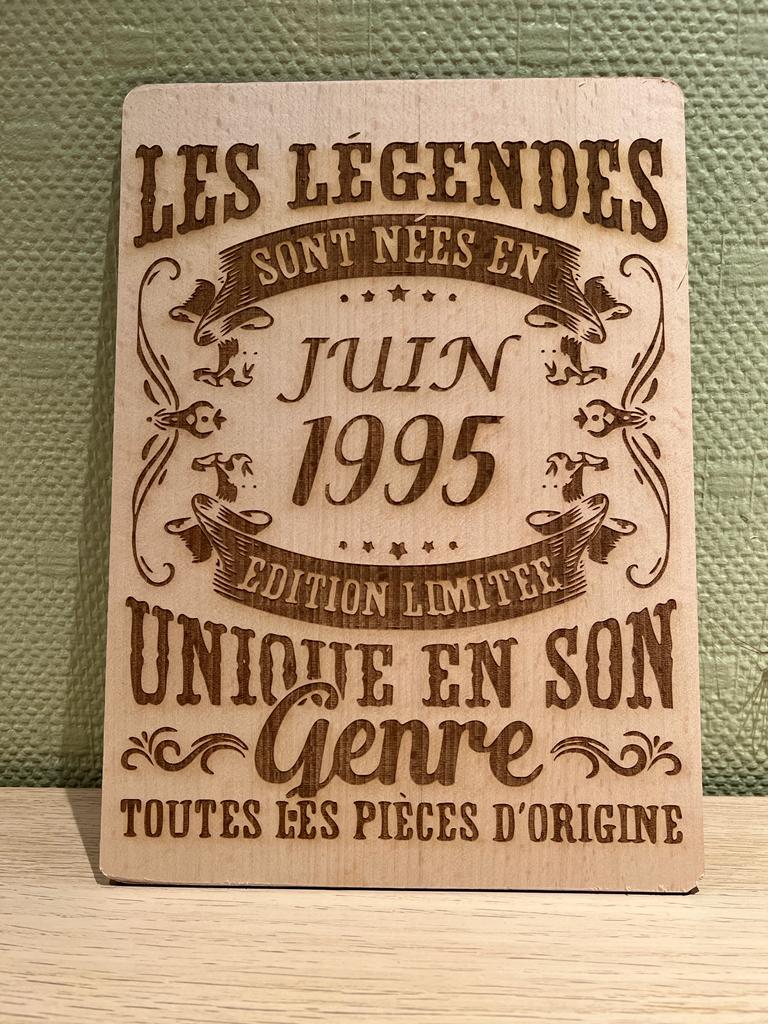 LES LÉGENDES
SONT NÉES EN
JUIN
1995
EDITION LIMITEE
UNIQUE EN SON
Genre
TOUTES LES PIÈCES D'ORIGINE